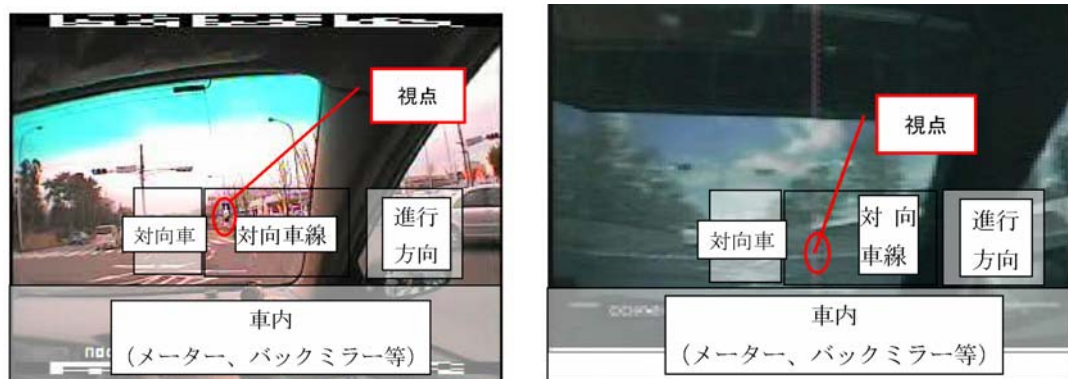 視点
対向車
対向車線
進行
方向
車内
（メーター、バックミラー等）
視点
対向車
対 向
車線
進行
方向
車内
（メーター、バックミラー等）